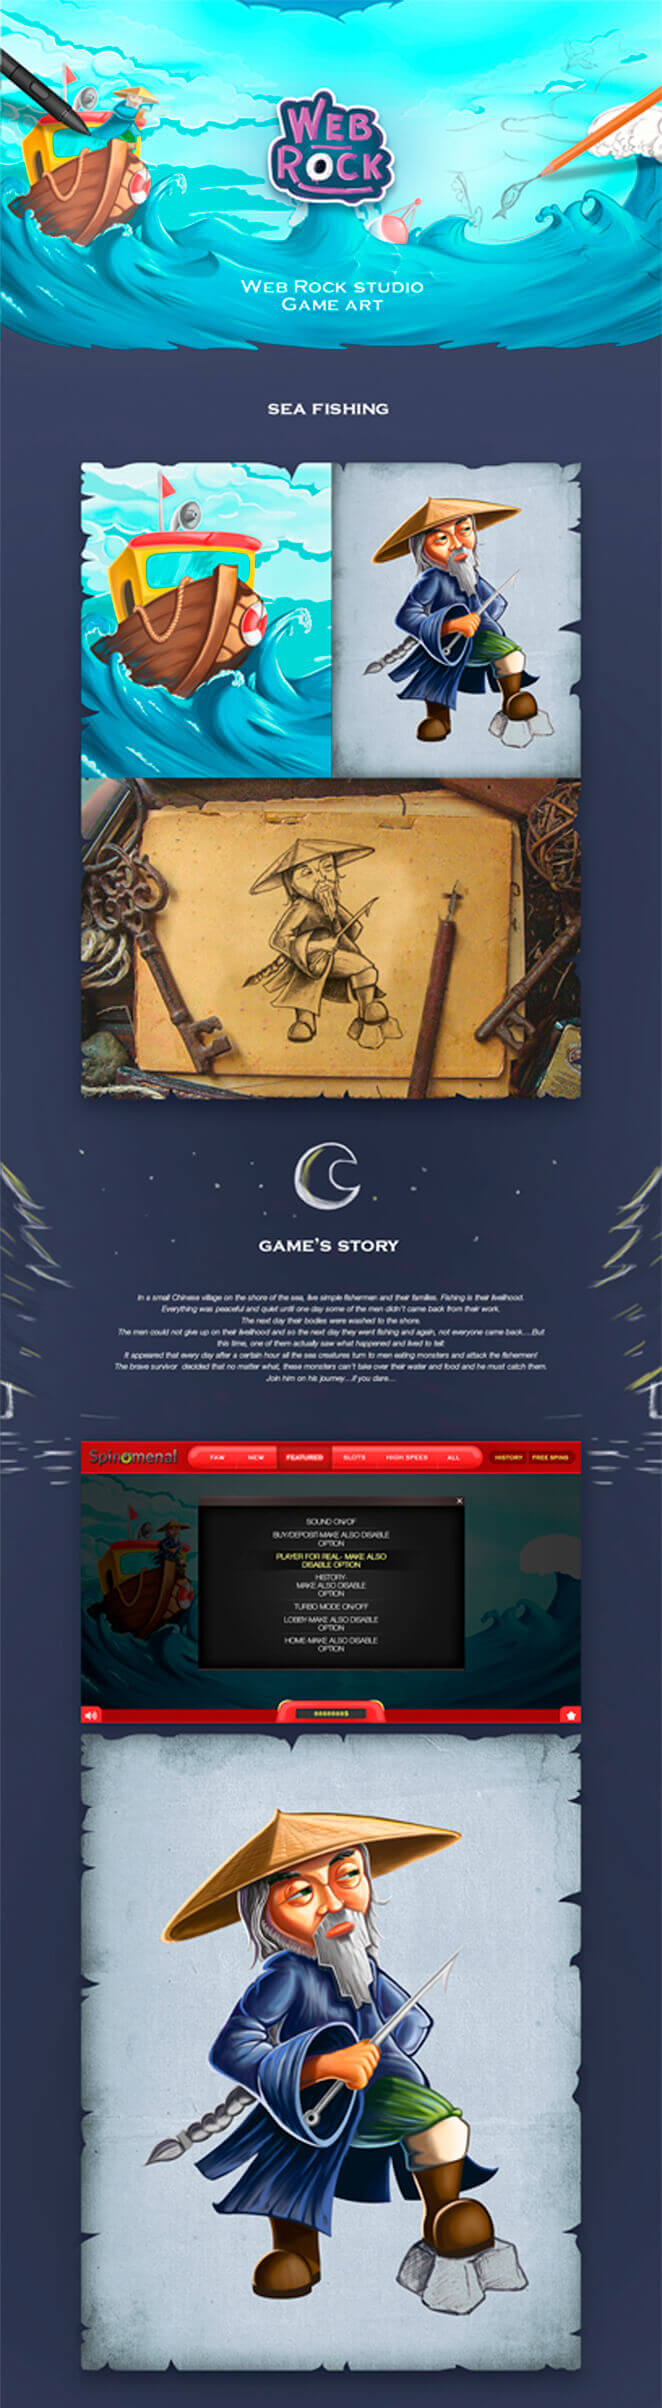 WEB
ROCK
WEB ROCK STUDIO
GAME ART
SEA FISHING
GAME'S STORY
In a small Chinese village on the shore of the sea, live simple fishermen and their families. Fishing is their livelihood.
Everything was peaceful and quiet until one day some of the men didn't came back from their work.
The next day their bodies were washed to the shore.
The men could not give up on their livelihood and so the next day they went fishing and again, not everyone came back....But
this time, one of them actually saw what happened and lived to tell:
It appeared that every day after a certain hour all the sea creatures turn to men eating monsters and attack the fishermen!
The brave survivor decided that no matter what, these monsters can't take over their water and food and he must catch them.
Join him on his journey...if you dare...
Spinomenal
FAW NEW FEATURED SLOTS HIGH SPEED ALL HISTORY FREE SPINS
SOUND ON/OF
BUY/DEPOSIT-MAKE ALSO DISABLE
OPTION
PLAYER FOR REAL- MAKE ALSO
DISABLE OPTION
HISTORY-
MAKE ALSO DISABLE
OPTION
TURBO MODE ON/OFF
LOBBY-MAKE ALSO DISABLE
OPTION
HOME-MAKE ALSO DISABLE
OPTION